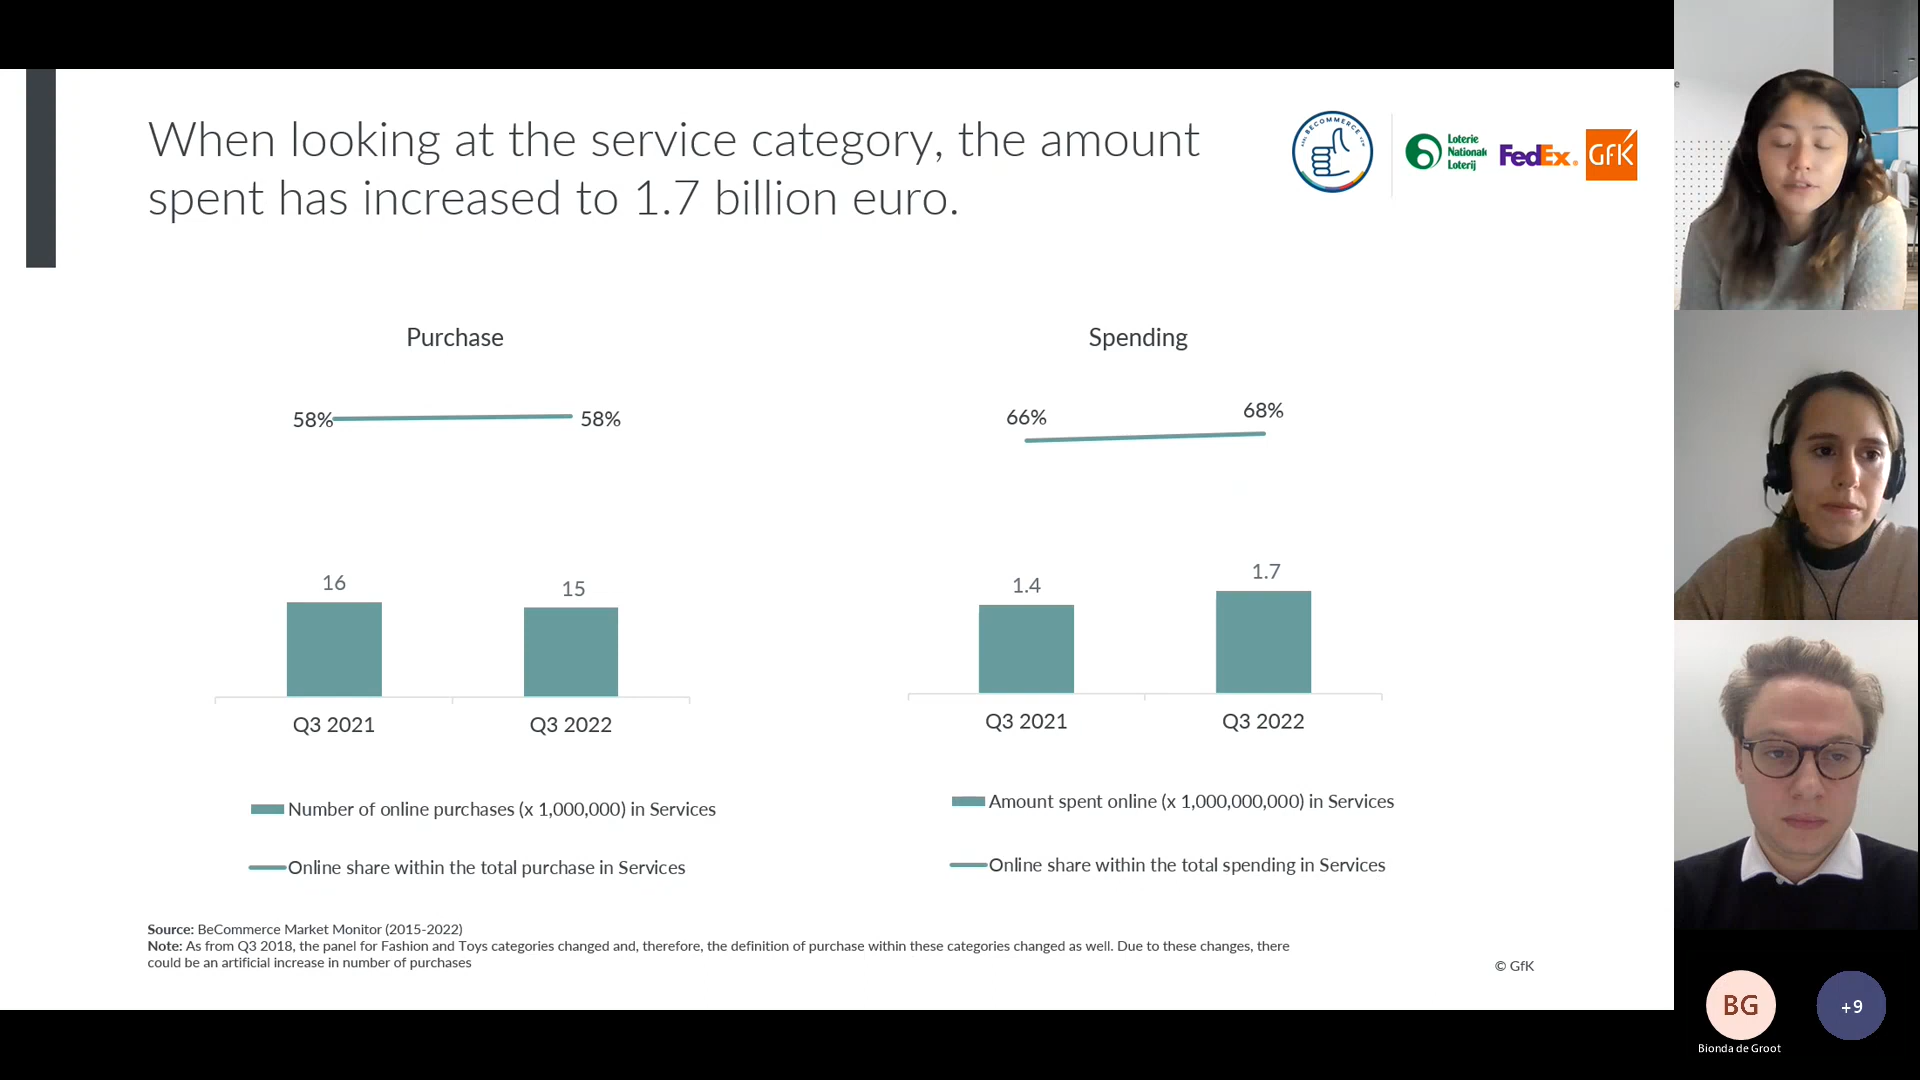 When looking at the service category, the amount
spent has increased to 1.7 billion euro.
BECOMMERCE
Loterie
Nationale
Loterij
FedEx.
GfK
Purchase
58%
58%
16
15
Q3 2021
Q3 2022
Number of online purchases (x 1,000,000) in Services
Online share within the total purchase in Services
Spending
66%
68%
1.4
1.7
Q3 2021
Q3 2022
Amount spent online (x 1,000,000,000) in Services
Online share within the total spending in Services
Source: BeCommerce Market Monitor (2015-2022)
Note: As from Q3 2018, the panel for Fashion and Toys categories changed and, therefore, the definition of purchase within these categories changed as well. Due to these changes, there
could be an artificial increase in number of purchases
© GfK
e
BG
+9
Bionda de Groot